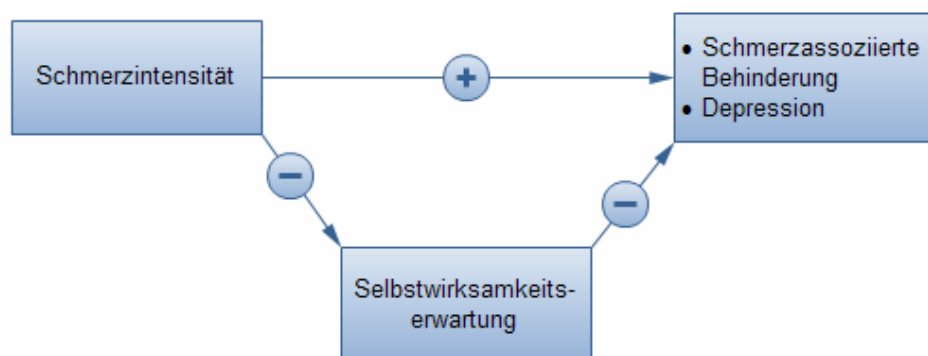 Schmerzintensität
+
• Schmerzassoziierte
Behinderung
• Depression
−
−
Selbstwirksamkeits-
erwartung